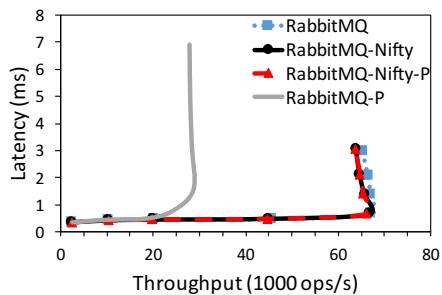 8
7
6
5
4
3
2
1
0
Latency (ms)
RabbitMQ
RabbitMQ-Nifty
RabbitMQ-Nifty-P
RabbitMQ-P
0 20 40 60 80
Throughput (1000 ops/s)